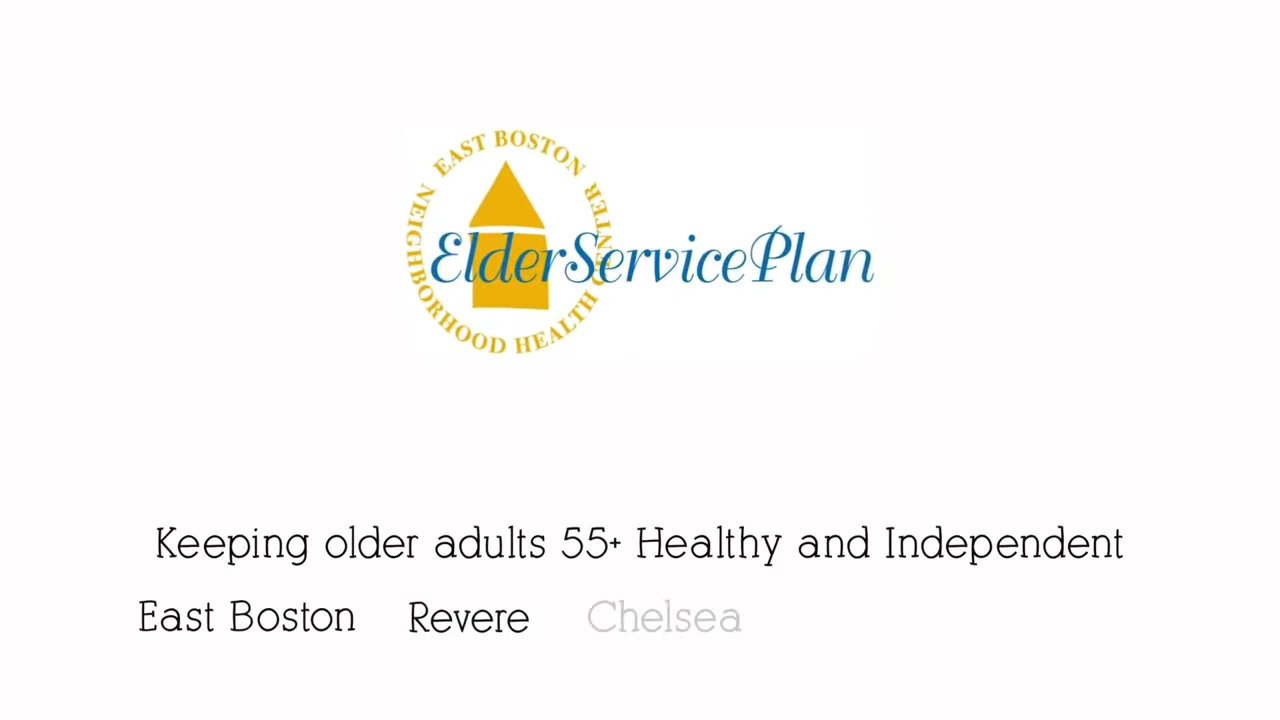 EAST BOSTON NEIGHBORHOOD HEALTH CENTER
ElderServicePlan
Keeping older adults 55+ Healthy and Independent
East Boston Revere Chelsea